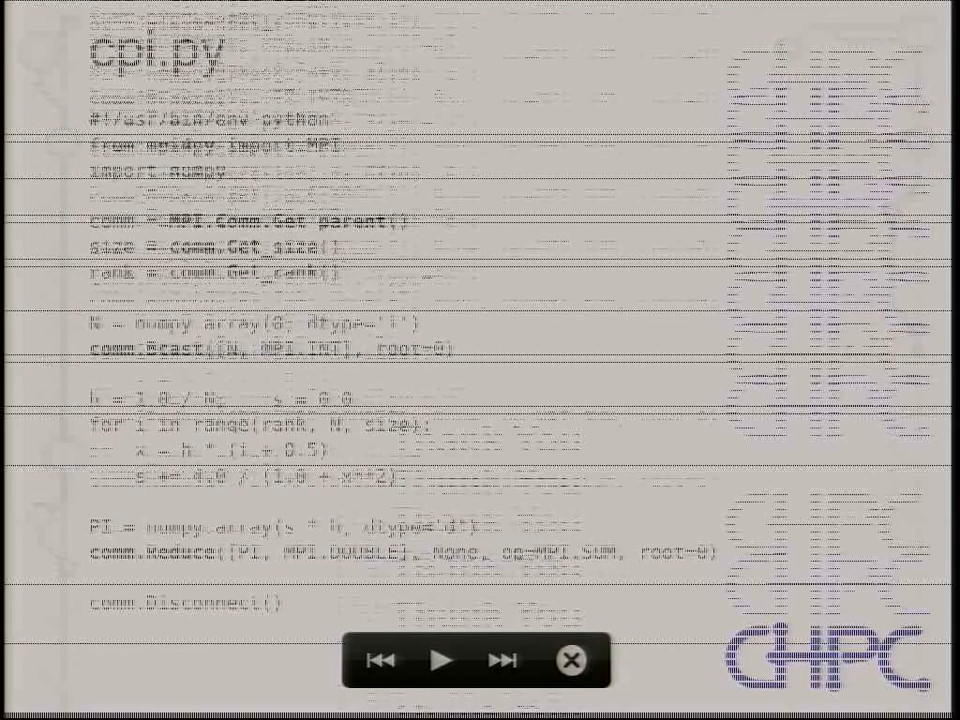 cpi.py
#!/usr/bin/env python
from mpi4py import MPI
import numpy
comm = MPI.Comm.Get_parent()
size = comm.Get_size()
rank = comm.Get_rank()
N = numpy.array(0, dtype='i')
comm.Bcast([N, MPI.INT], root=0)
h = 1.0 / N; s = 0.0
for i in range(rank, N, size):
x = h * (i + 0.5)
s += 4.0 / (1.0 + x**2)
PI = numpy.array(s * h, dtype='d')
comm.Reduce([PI, MPI.DOUBLE], None, op=MPI.SUM, root=0)
comm.Disconnect()
CHPC